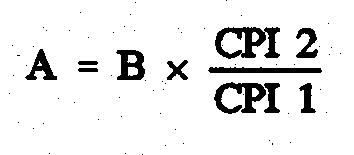 A = B × CPI 2 / CPI 1